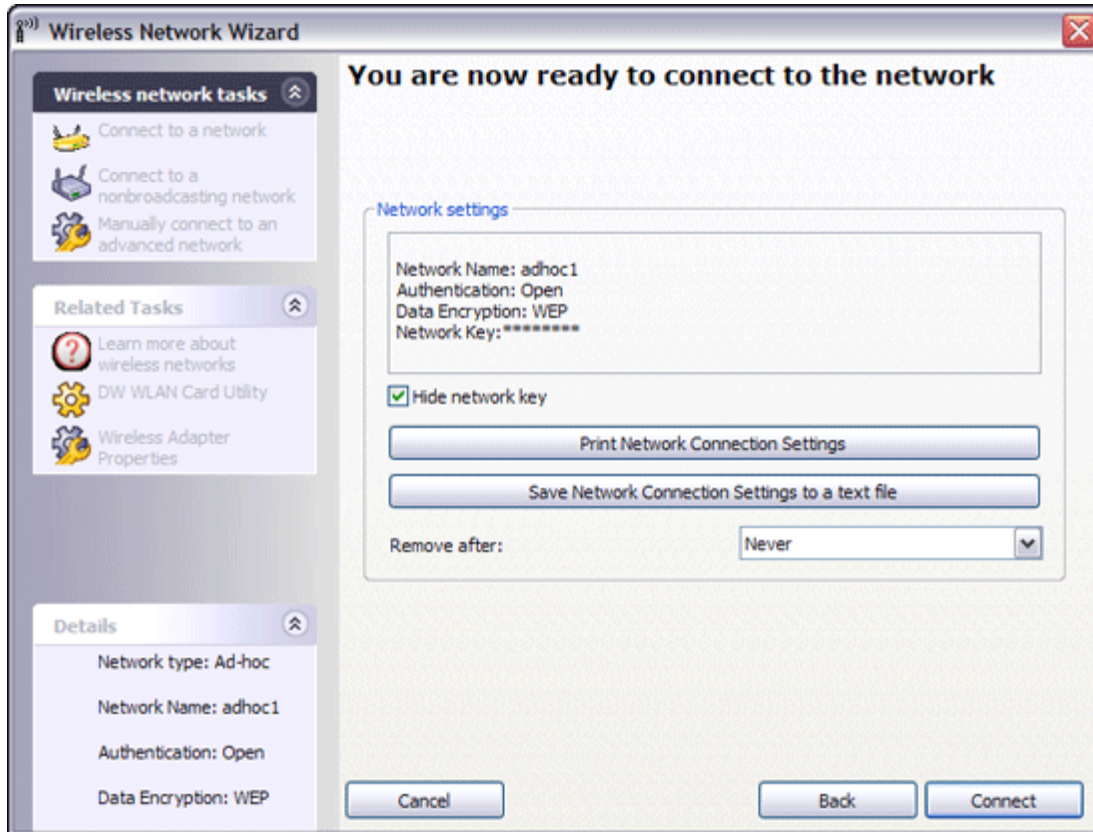 Wireless Network Wizard
Wireless network tasks
Connect to a network
Connect to a
nonbroadcasting network
Manually connect to an
advanced network
Related Tasks
Learn more about
wireless networks
DW WLAN Card Utility
Wireless Adapter
Properties
Details
Network type: Ad-hoc
Network Name: adhoc1
Authentication: Open
Data Encryption: WEP
You are now ready to connect to the network
Network settings
Network Name: adhoc1
Authentication: Open
Data Encryption: WEP
Network Key:********
Hide network key
Print Network Connection Settings
Save Network Connection Settings to a text file
Remove after: Never
Cancel Back Connect